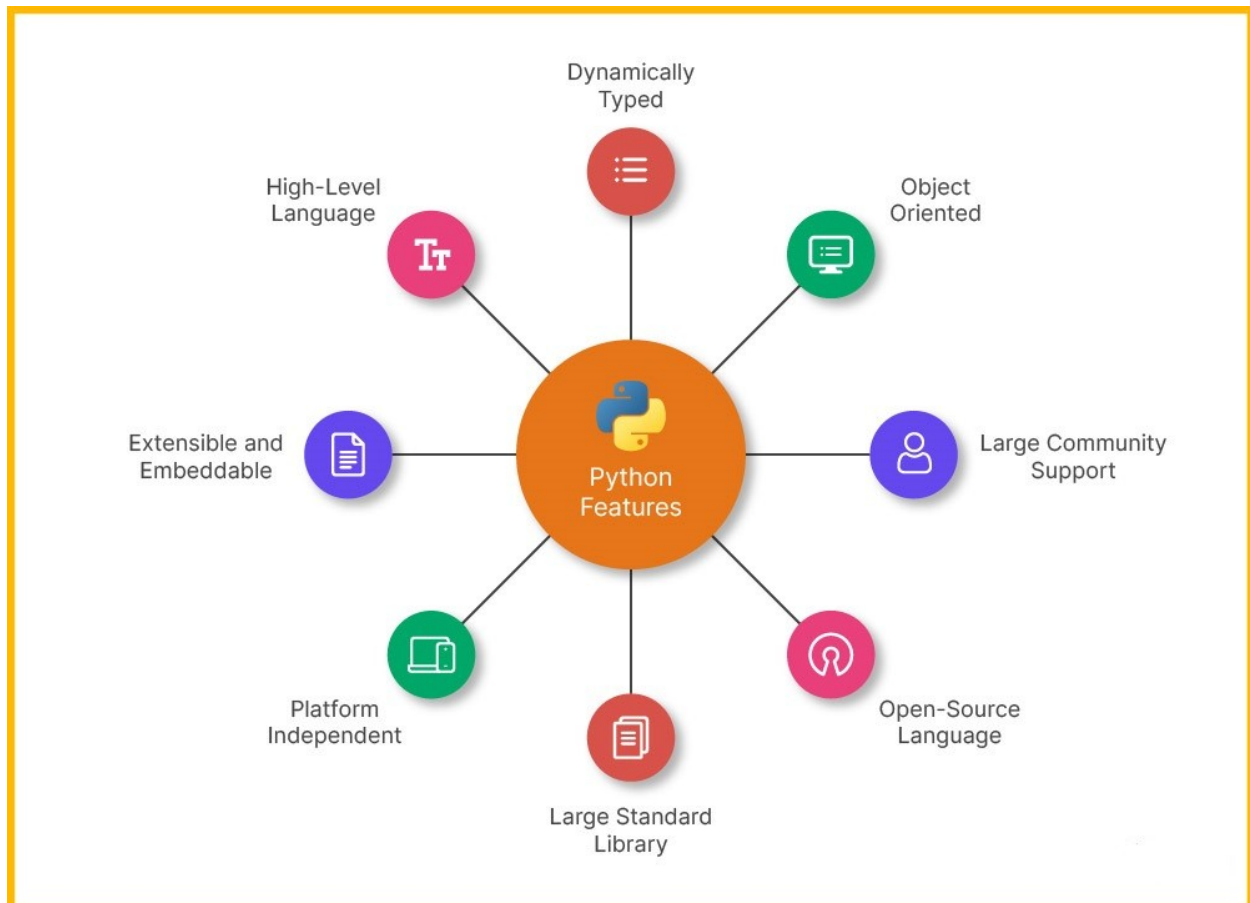 Dynamically
Typed
High-Level
Language
Object
Oriented
Extensible and
Embeddable
Python
Features
Large Community
Support
Platform
Independent
Open-Source
Language
Large Standard
Library